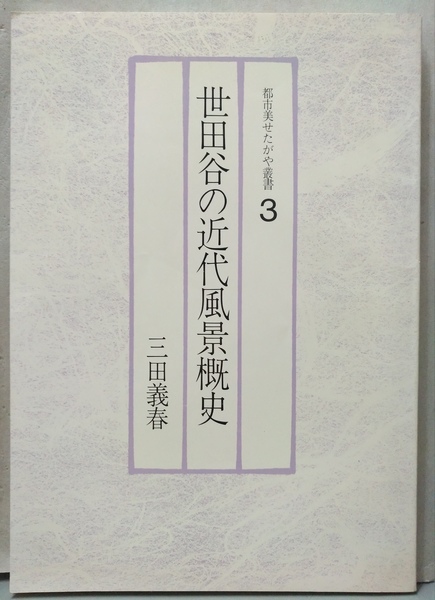 都市美せたがや叢書3
世田谷の近代風景概史
三田義春